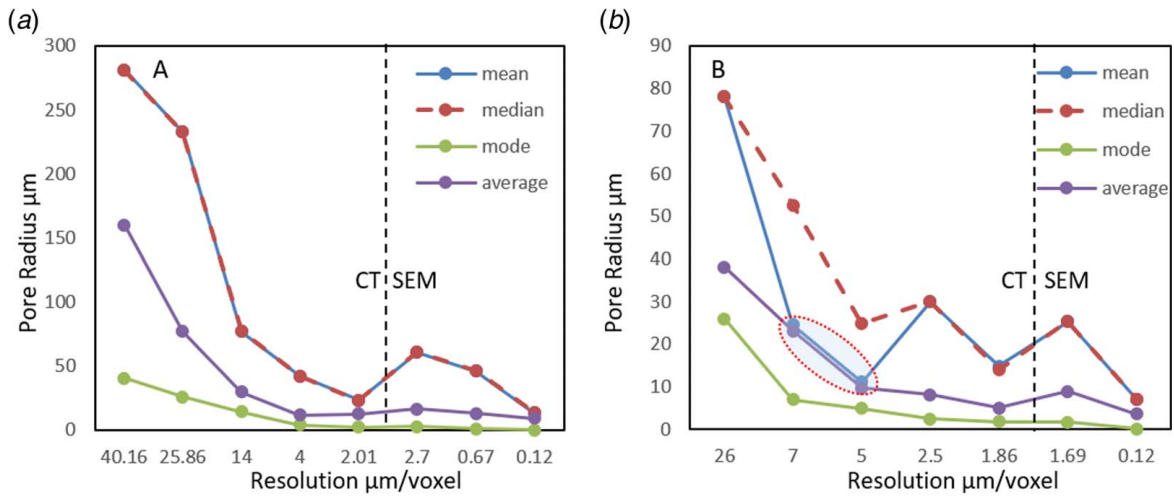 (a)
300
250
200
150
100
50
0
Pore Radius μm
A
mean
median
mode
average
CT SEM
40.16 25.86 14 4 2.01 2.7 0.67 0.12
Resolution μm/voxel
(b)
90
80
70
60
50
40
30
20
10
0
Pore Radius μm
B
mean
median
mode
average
CT SEM
26 7 5 2.5 1.86 1.69 0.12
Resolution μm/voxel